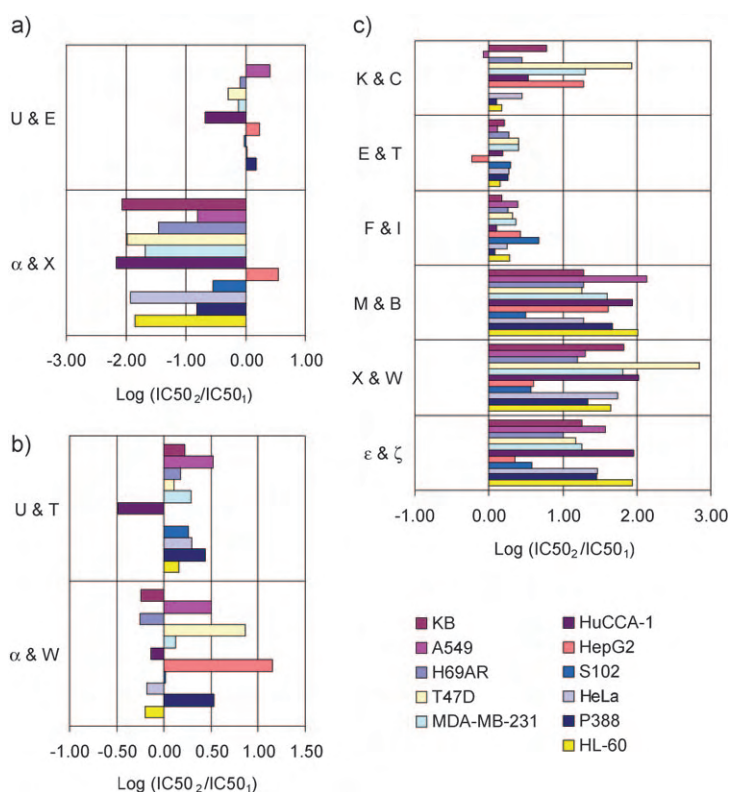 a)
U & E
α & X
-3.00 -2.00 -1.00 0.00 1.00
Log (IC50₂/IC50₁)
b)
U & T
α & W
-1.00 -0.50 0.00 0.50 1.00 1.50
Log (IC50₂/IC50₁)
c)
K & C
E & T
F & I
M & B
X & W
ε & ζ
-1.00 0.00 1.00 2.00 3.00
Log (IC50₂/IC50₁)
KB
A549
H69AR
T47D
MDA-MB-231
HuCCA-1
HepG2
S102
HeLa
P388
HL-60